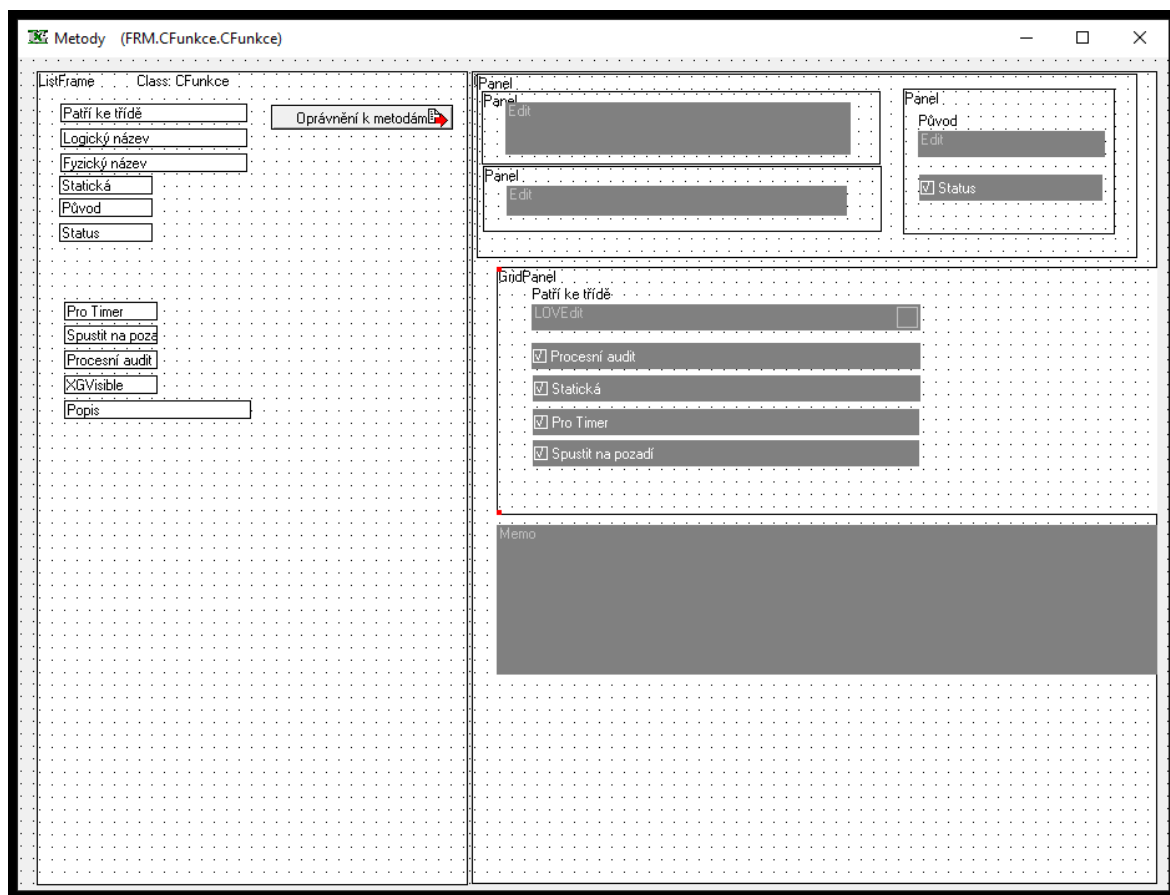 Metody (FRM.CFunkce.CFunkce)
ListFrame Class: CFunkce
Patří ke třídě
Oprávnění k metodám
Logický název
Fyzický název
Statická
Původ
Status
Pro Timer
Spustit na poza
Procesní audit
XGVisible
Popis
Panel
Panel
Edit
Panel
Edit
Panel
Původ
Edit
Status
GridPanel
Patří ke třídě
LOVEdit
Procesní audit
Statická
Pro Timer
Spustit na pozadí
Memo